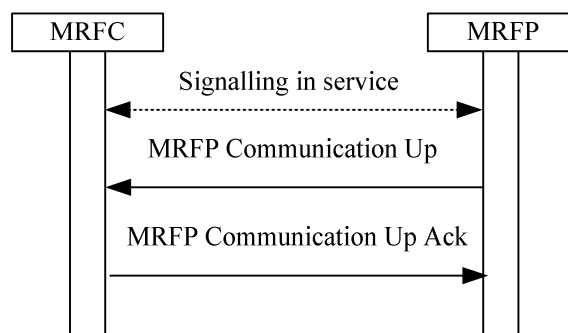 MRFC MRFP
Signalling in service
MRFP Communication Up
MRFP Communication Up Ack